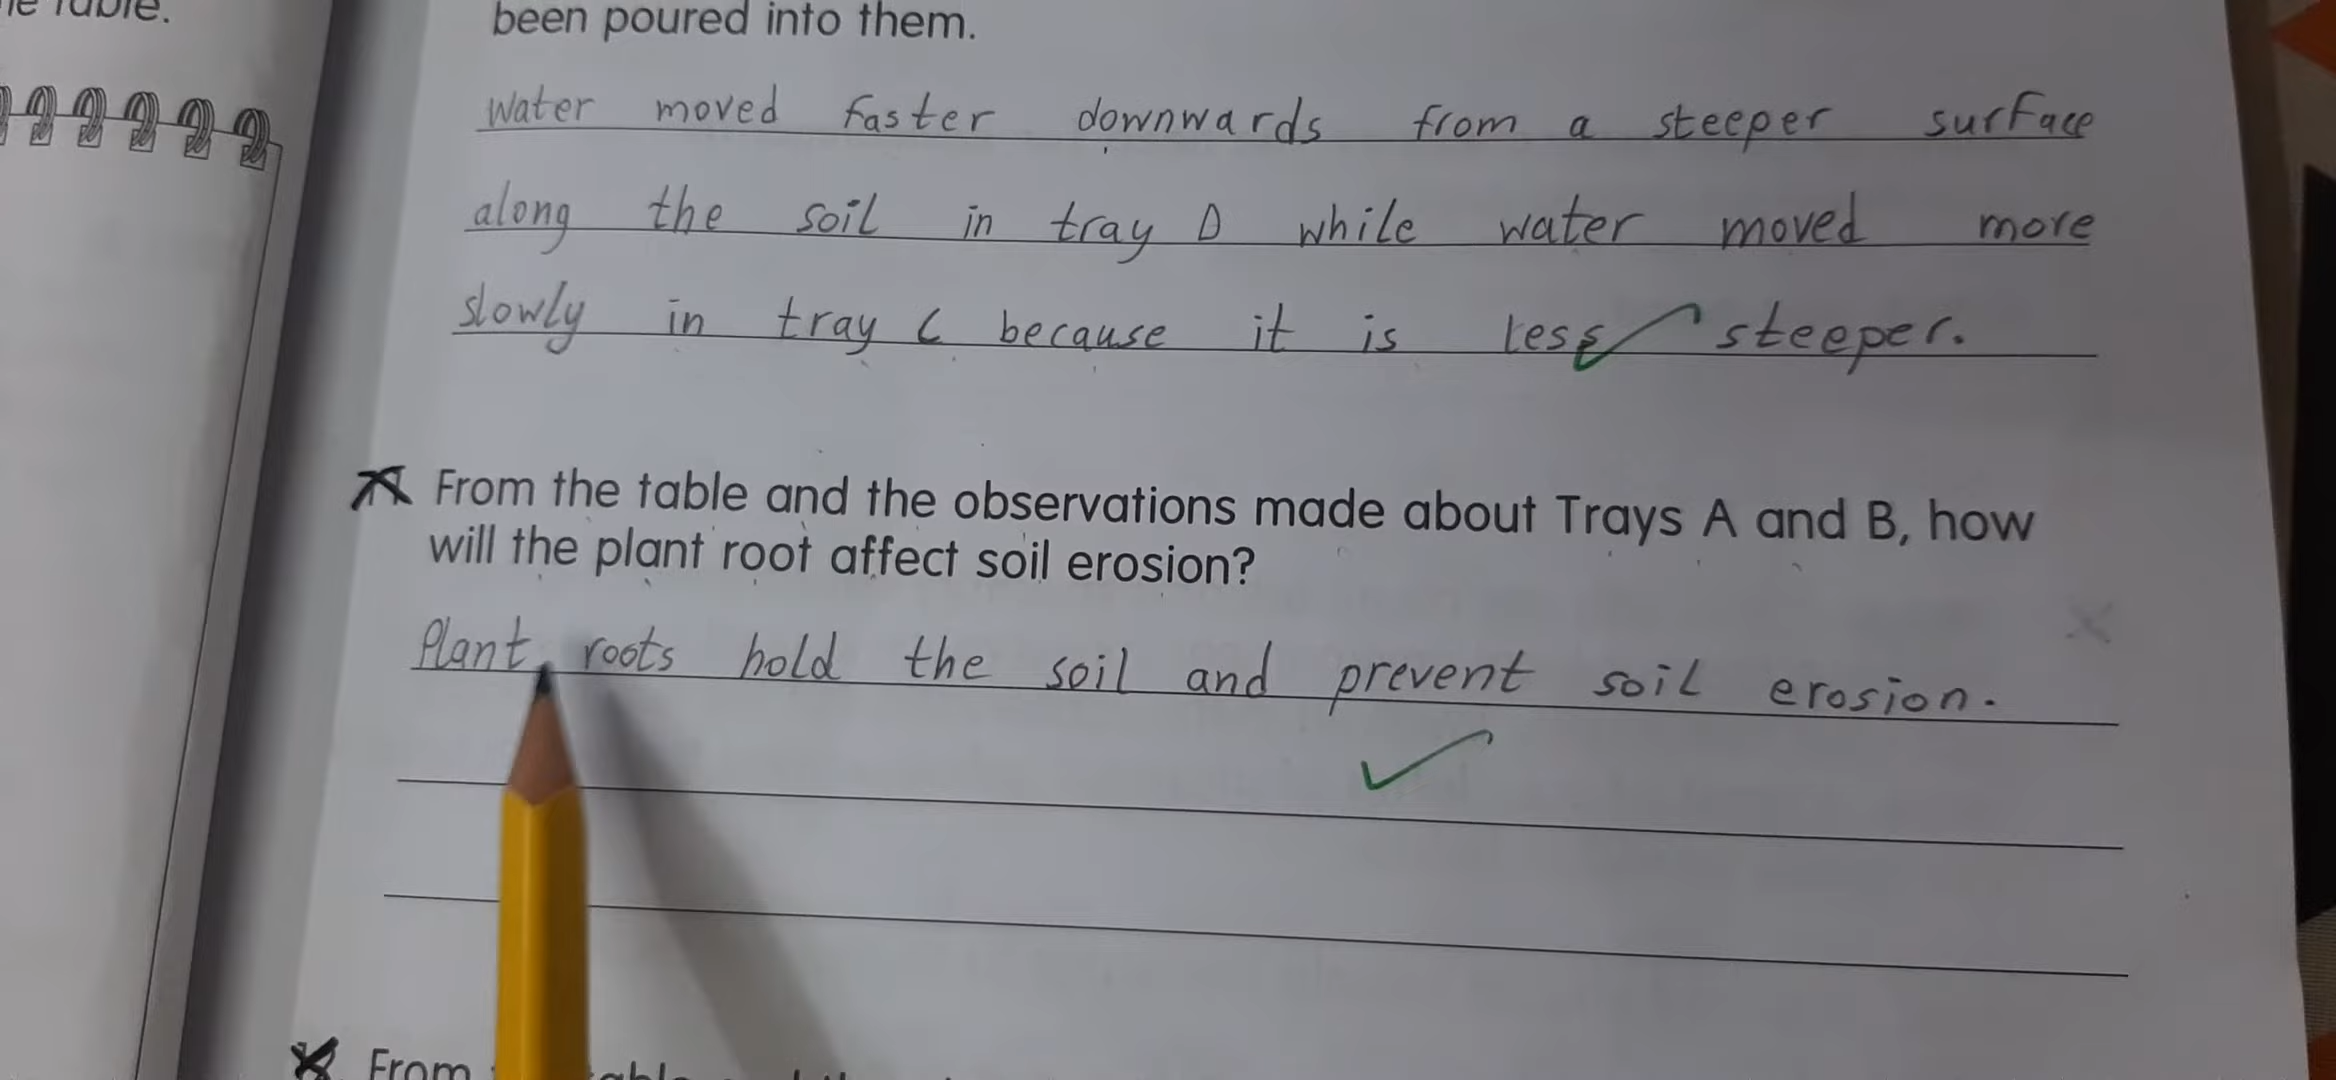 table.
been poured into them.
Water moved faster downwards from a steeper surface
along the soil in tray D while water moved more
slowly in tray C because it is less steeper.
From the table and the observations made about Trays A and B, how
will the plant root affect soil erosion?
Plant roots hold the soil and prevent soil erosion.
From